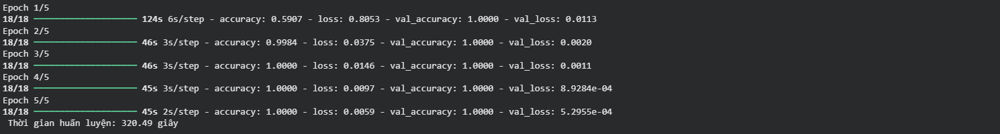 Epoch 1/5
18/18 ━━━━━━━━━━━━━━━━━━━━ 124s 6s/step - accuracy: 0.5907 - loss: 0.8053 - val_accuracy: 1.0000 - val_loss: 0.0113
Epoch 2/5
18/18 ━━━━━━━━━━━━━━━━━━━━ 46s 3s/step - accuracy: 0.9984 - loss: 0.0375 - val_accuracy: 1.0000 - val_loss: 0.0020
Epoch 3/5
18/18 ━━━━━━━━━━━━━━━━━━━━ 46s 3s/step - accuracy: 1.0000 - loss: 0.0146 - val_accuracy: 1.0000 - val_loss: 0.0011
Epoch 4/5
18/18 ━━━━━━━━━━━━━━━━━━━━ 45s 3s/step - accuracy: 1.0000 - loss: 0.0097 - val_accuracy: 1.0000 - val_loss: 8.9284e-04
Epoch 5/5
18/18 ━━━━━━━━━━━━━━━━━━━━ 45s 2s/step - accuracy: 1.0000 - loss: 0.0059 - val_accuracy: 1.0000 - val_loss: 5.2955e-04
Thời gian huấn luyện: 320.49 giây